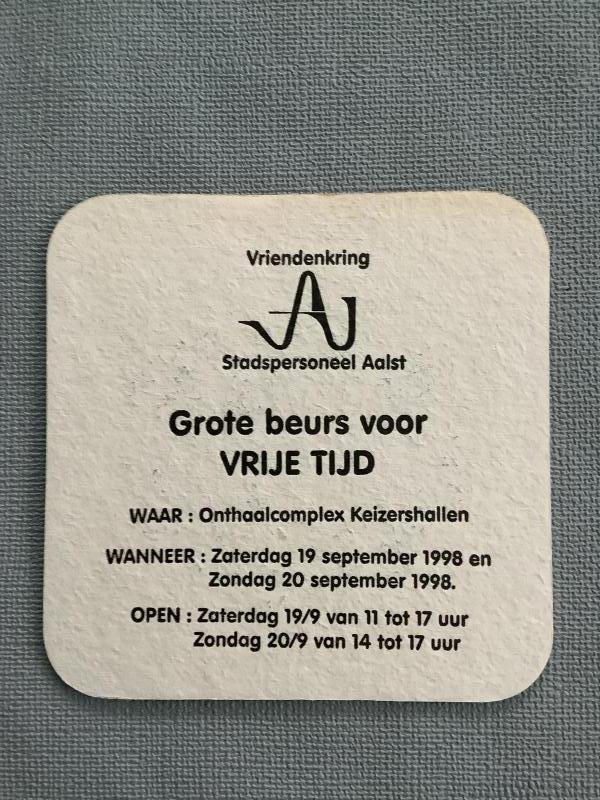 Vriendenkring
Stadspersoneel Aalst
Grote beurs voor
VRIJE TIJD
WAAR : Onthaalcomplex Keizershallen
WANNEER : Zaterdag 19 september 1998 en
Zondag 20 september 1998.
OPEN : Zaterdag 19/9 van 11 tot 17 uur
Zondag 20/9 van 14 tot 17 uur